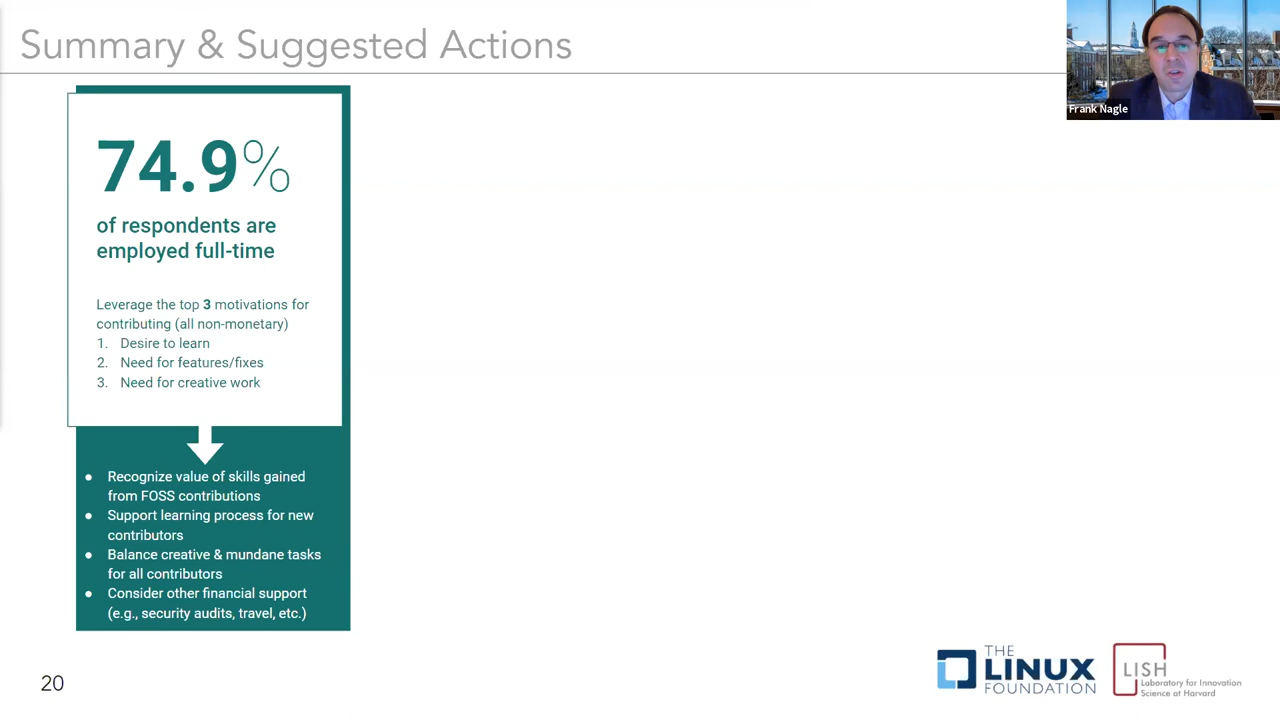 Summary & Suggested Actions
Frank Nagle
74.9%
of respondents are
employed full-time
Leverage the top 3 motivations for
contributing (all non-monetary)
1. Desire to learn
2. Need for features/fixes
3. Need for creative work
● Recognize value of skills gained
from FOSS contributions
● Support learning process for new
contributors
● Balance creative & mundane tasks
for all contributors
● Consider other financial support
(e.g., security audits, travel, etc.)
20
THE
LINUX
FOUNDATION
LISH
Laboratory for Innovation
Science at Harvard